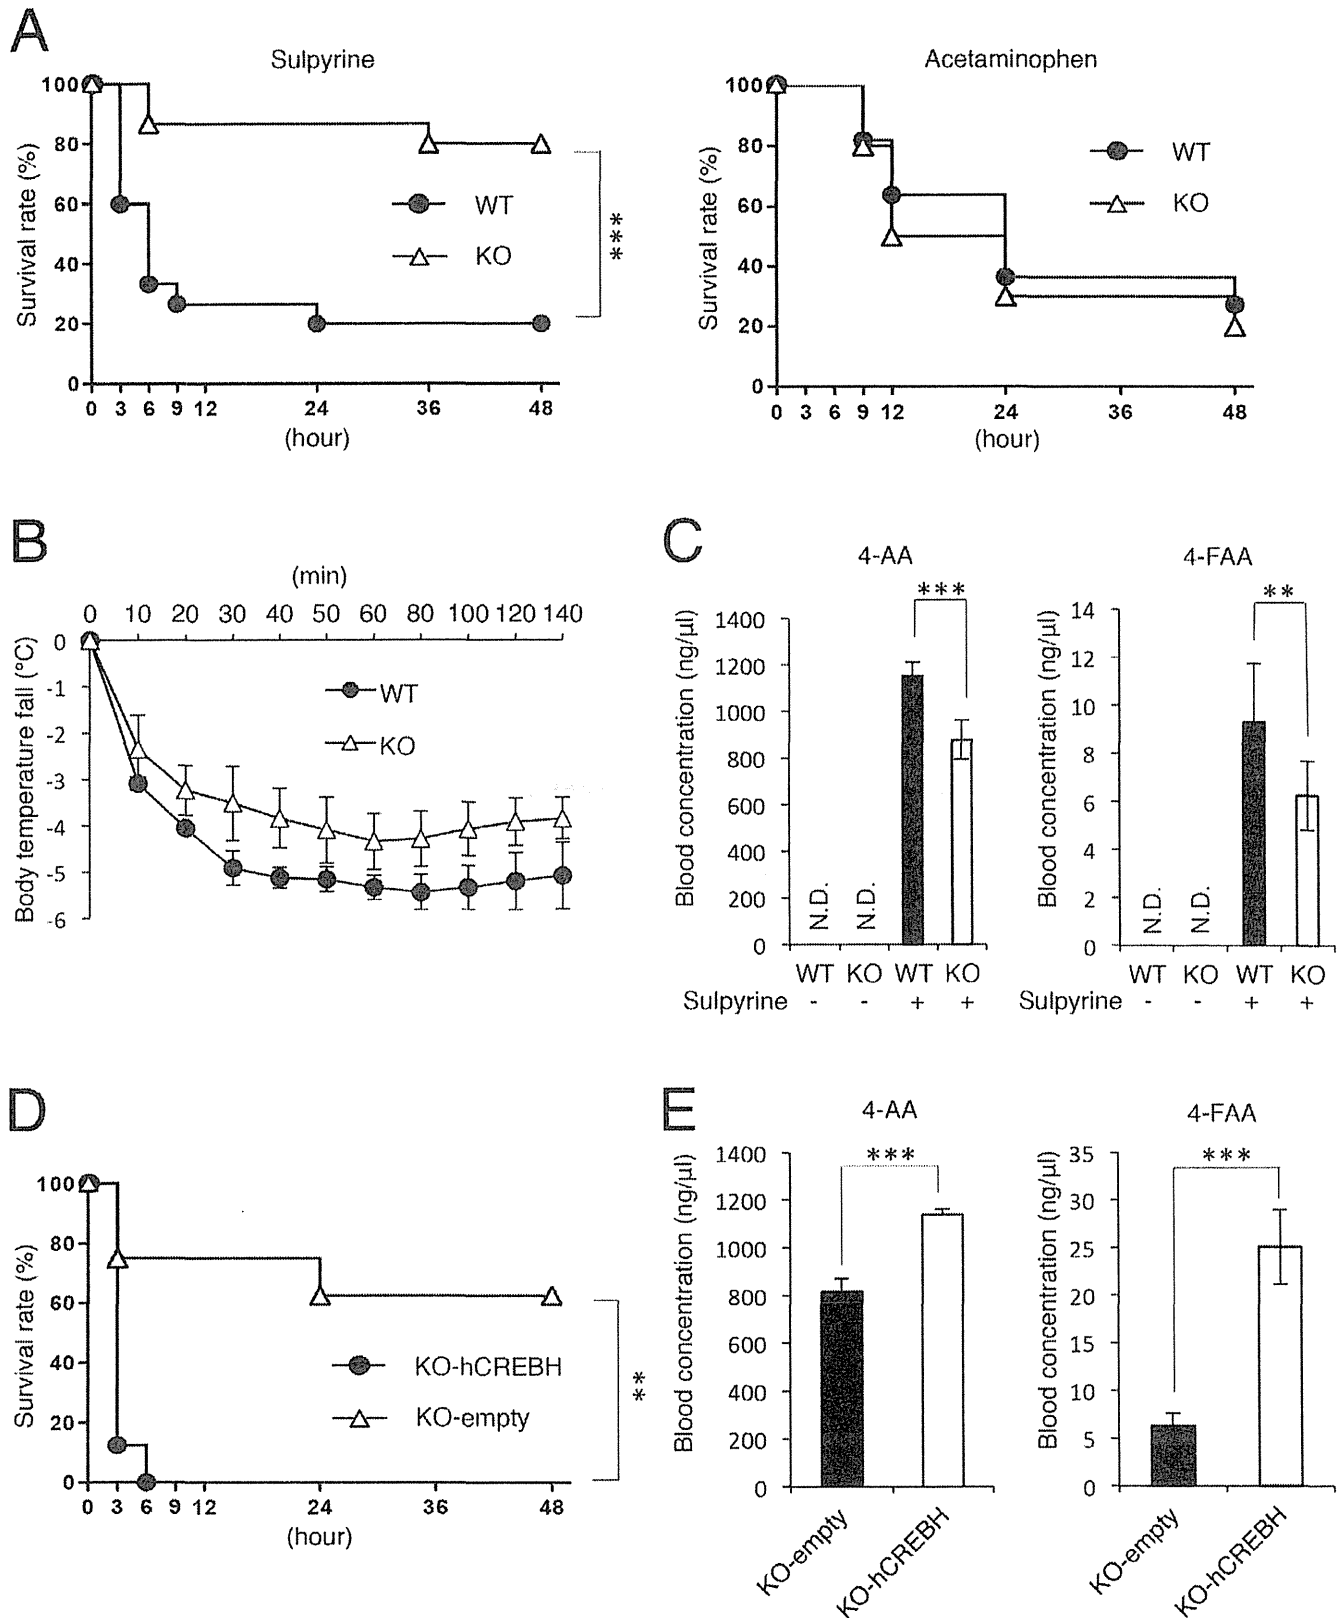 A
Sulpyrine
Survival rate (%)
100
80
60
40
20
0
WT
KO
***
0 3 6 9 12 24 36 48
(hour)
Acetaminophen
Survival rate (%)
100
80
60
40
20
0
WT
KO
0 3 6 9 12 24 36 48
(hour)
B
(min)
0 10 20 30 40 50 60 80 100 120 140
Body temperature fall (°C)
0
-1
-2
-3
-4
-5
-6
WT
KO
C
4-AA
Blood concentration (ng/μl)
1400
1200
1000
800
600
400
200
0
***
N.D. N.D.
WT KO WT KO
Sulpyrine - - + +
4-FAA
Blood concentration (ng/μl)
14
12
10
8
6
4
2
0
**
N.D. N.D.
WT KO WT KO
Sulpyrine - - + +
D
Survival rate (%)
100
80
60
40
20
0
KO-hCREBH
KO-empty
**
0 3 6 9 12 24 36 48
(hour)
E
4-AA
Blood concentration (ng/μl)
1400
1200
1000
800
600
400
200
0
***
KO-empty
KO-hCREBH
4-FAA
Blood concentration (ng/μl)
35
30
25
20
15
10
5
0
***
KO-empty
KO-hCREBH